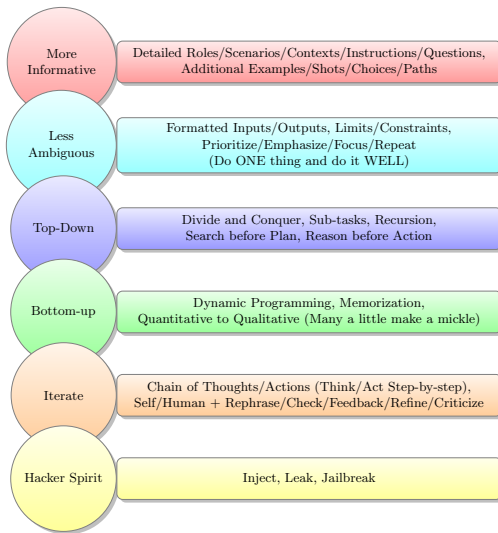 More
Informative
Detailed Roles/Scenarios/Contexts/Instructions/Questions,
Additional Examples/Shots/Choices/Paths
Less
Ambiguous
Formatted Inputs/Outputs, Limits/Constraints,
Prioritize/Emphasize/Focus/Repeat
(Do ONE thing and do it WELL)
Top-Down
Divide and Conquer, Sub-tasks, Recursion,
Search before Plan, Reason before Action
Bottom-up
Dynamic Programming, Memorization,
Quantitative to Qualitative (Many a little make a mickle)
Iterate
Chain of Thoughts/Actions (Think/Act Step-by-step),
Self/Human + Rephrase/Check/Feedback/Refine/Criticize
Hacker Spirit
Inject, Leak, Jailbreak